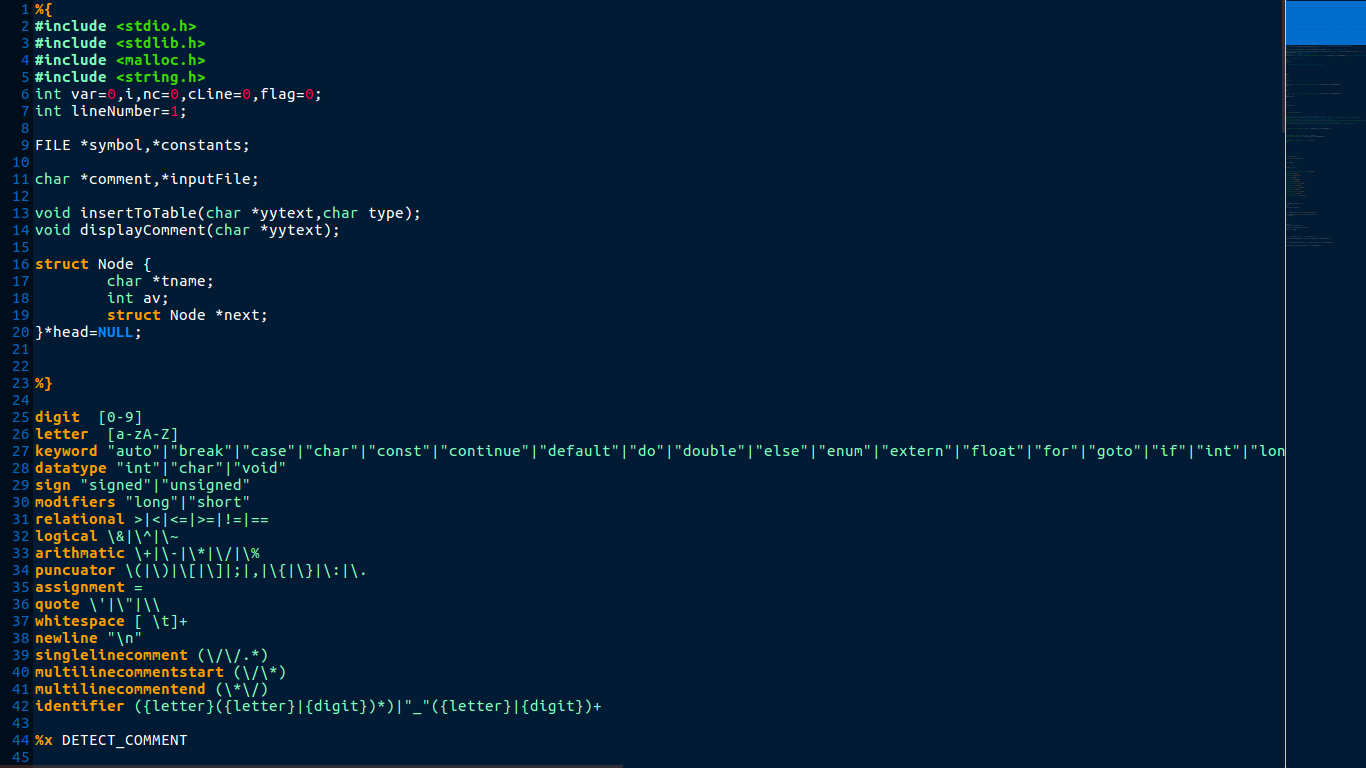 1 %{
2 #include <stdio.h>
3 #include <stdlib.h>
4 #include <malloc.h>
5 #include <string.h>
6 int var=0,i,nc=0,cLine=0,flag=0;
7 int lineNumber=1;
8
9 FILE *symbol,*constants;
10
11 char *comment,*inputFile;
12
13 void insertToTable(char *yytext,char type);
14 void displayComment(char *yytext);
15
16 struct Node {
17         char *tname;
18         int av;
19         struct Node *next;
20 }*head=NULL;
21
22
23 %}
24
25 digit  [0-9]
26 letter  [a-zA-Z]
27 keyword "auto"|"break"|"case"|"char"|"const"|"continue"|"default"|"do"|"double"|"else"|"enum"|"extern"|"float"|"for"|"goto"|"if"|"int"|"lon
28 datatype "int"|"char"|"void"
29 sign "signed"|"unsigned"
30 modifiers "long"|"short"
31 relational >|<|<=|>=|!=|==
32 logical \&|\^|\~
33 arithmatic \+|\-|\*|\/|\%
34 puncuator \(|\)|\[|\]|;|,|\{|\}|\:|\.
35 assignment =
36 quote \'|\"|\\
37 whitespace [ \t]+
38 newline "\n"
39 singlelinecomment (\/\/.*)
40 multilinecommentstart (\/\*)
41 multilinecommentend (\*\/)
42 identifier ({letter}({letter}|{digit})*)|"_"({letter}|{digit})+
43
44 %x DETECT_COMMENT
45